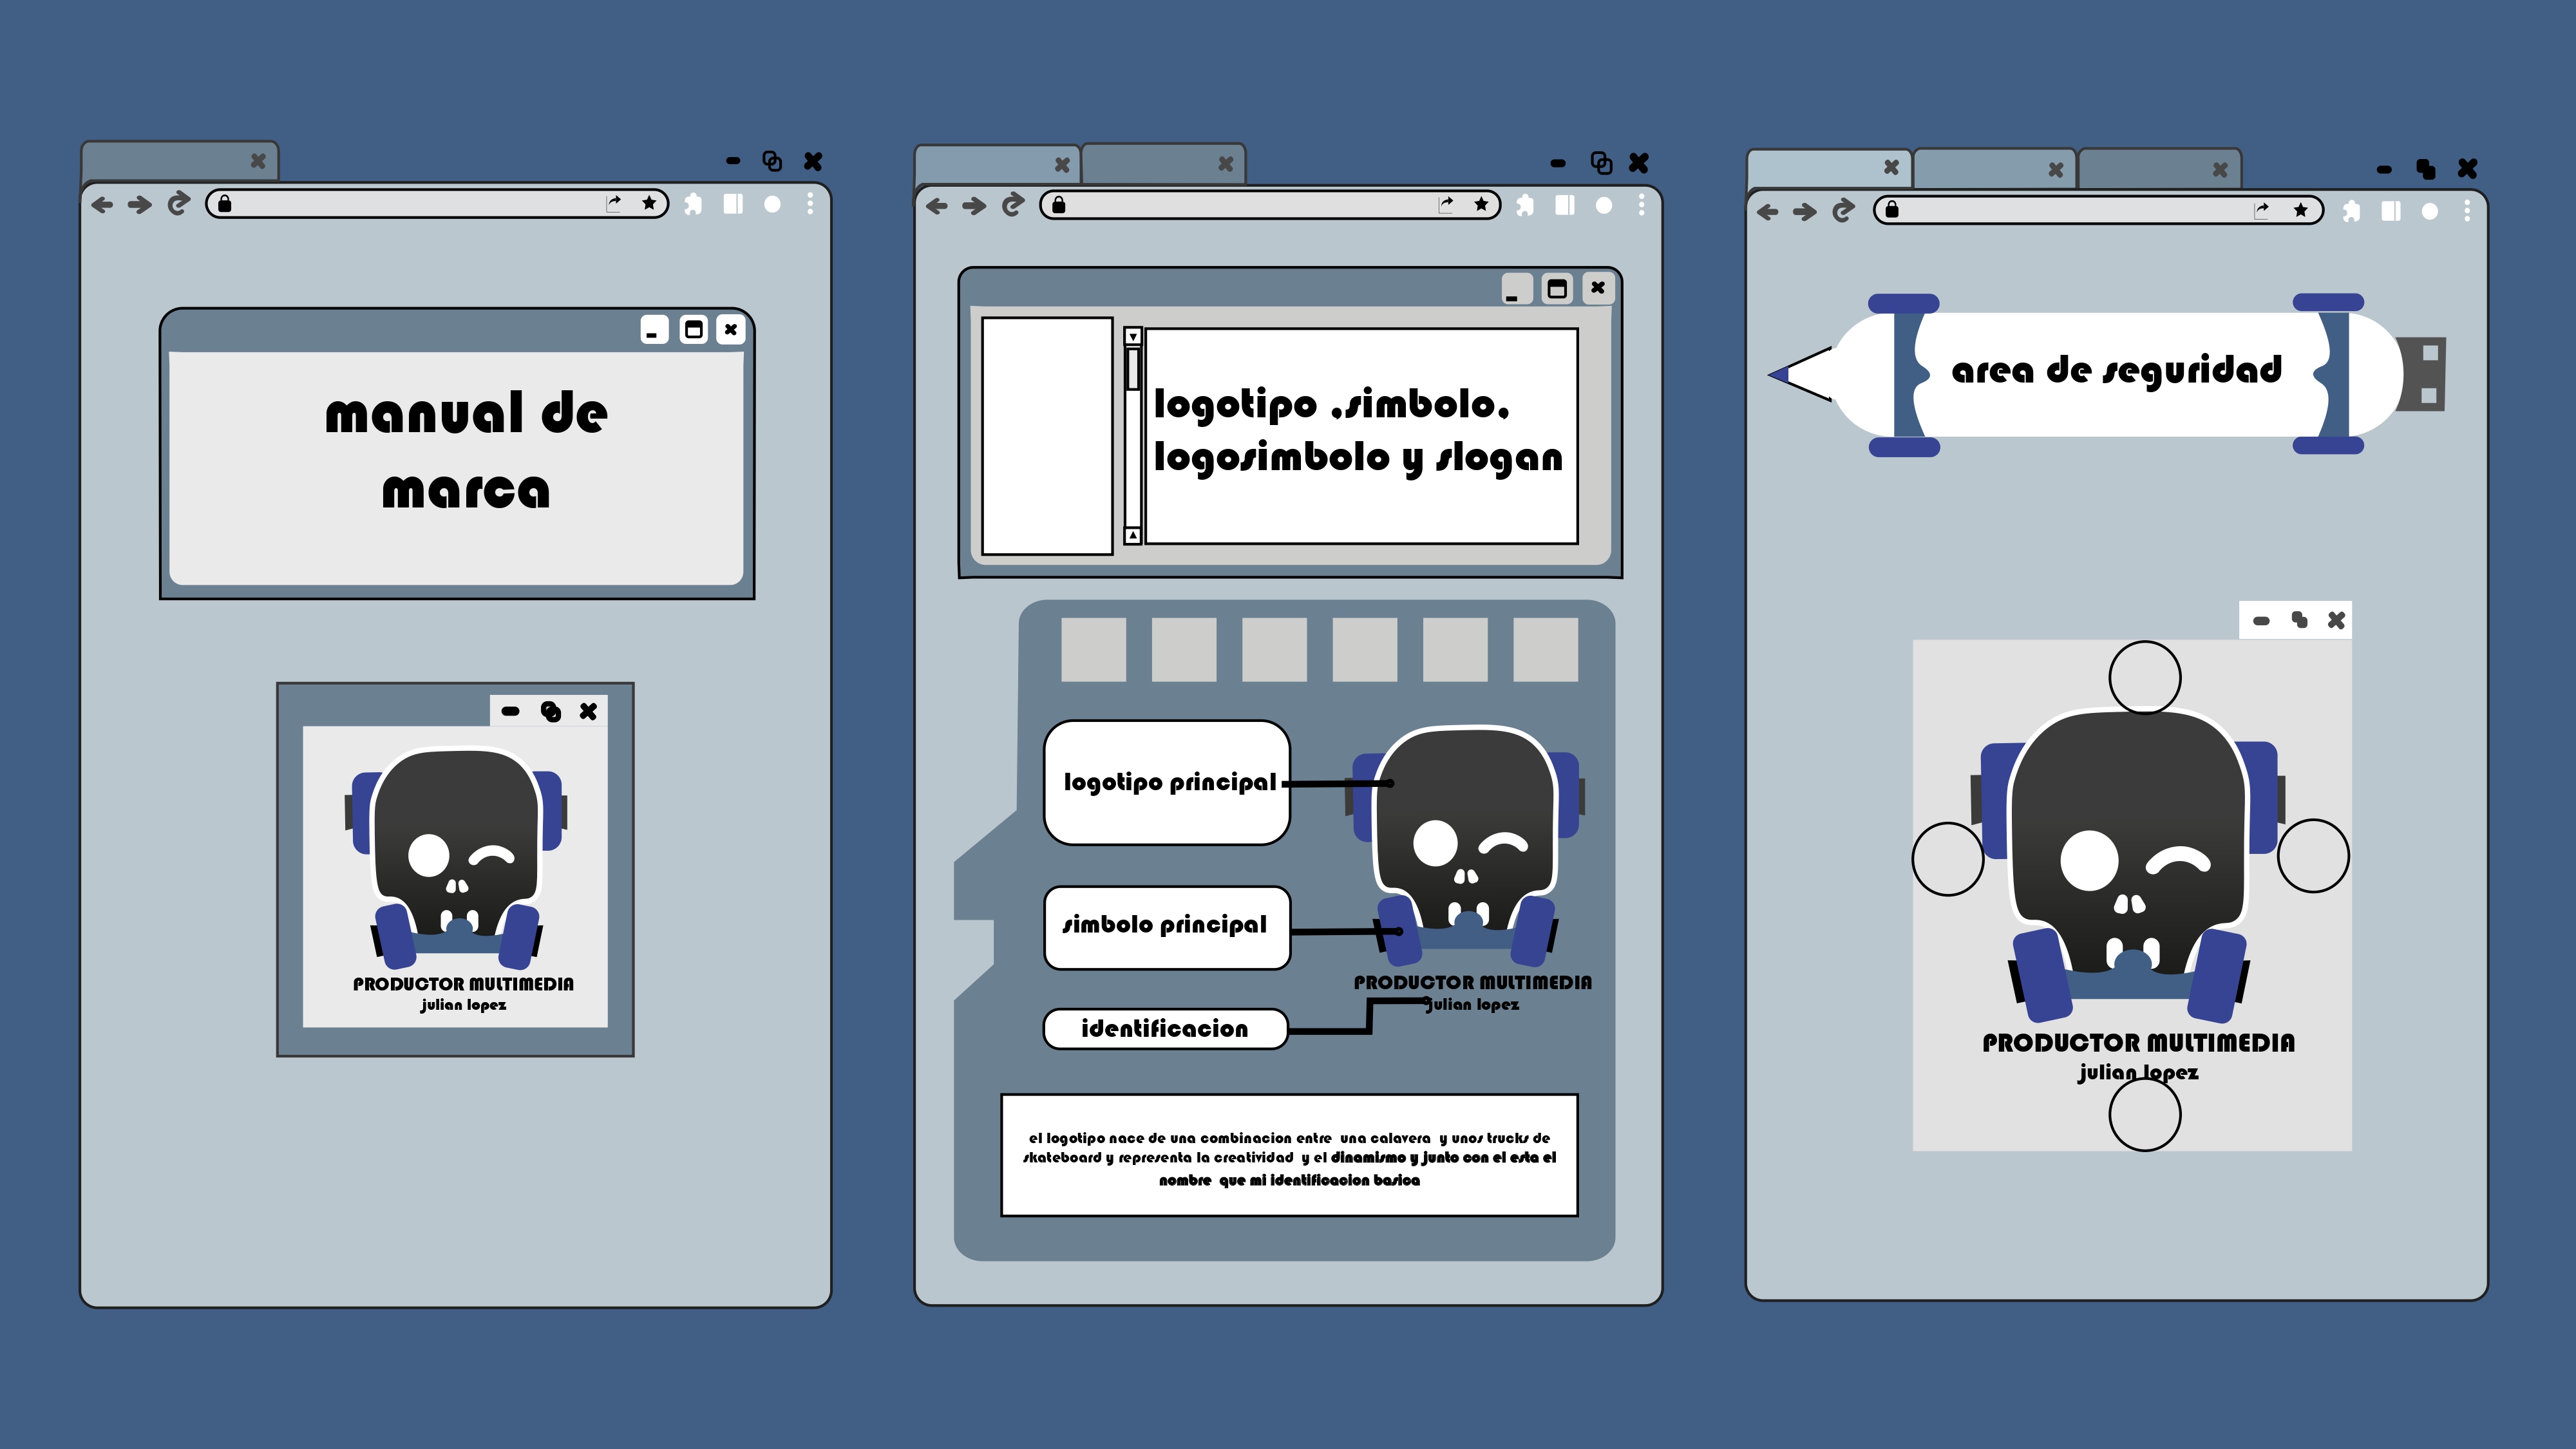 manual de
marca
PRODUCTOR MULTIMEDIA
julian lopez
logotipo ,simbolo,
logosimbolo y slogan
logotipo principal
simbolo principal
PRODUCTOR MULTIMEDIA
julian lopez
identificacion
el logotipo nace de una combinacion entre una calavera y unos trucks de
skateboard y representa la creatividad y el dinamismo y junto con el esta el
nombre que mi identificacion basica
area de seguridad
PRODUCTOR MULTIMEDIA
julian lopez